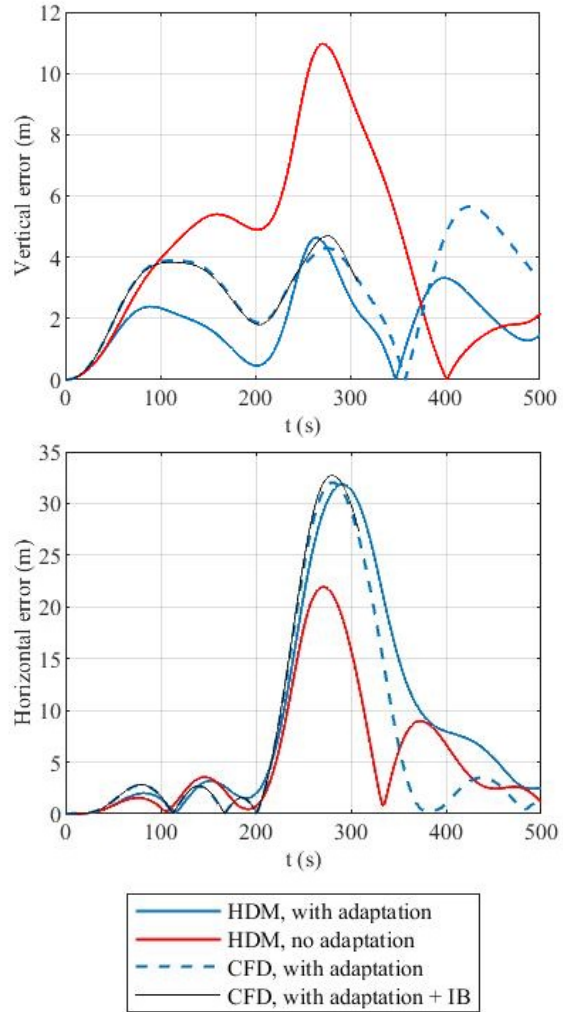 12
10
8
6
4
2
0
Vertical error (m)
0 100 200 300 400 500
t (s)
35
30
25
20
15
10
5
0
Horizontal error (m)
0 100 200 300 400 500
t (s)
HDM, with adaptation
HDM, no adaptation
CFD, with adaptation
CFD, with adaptation + IB